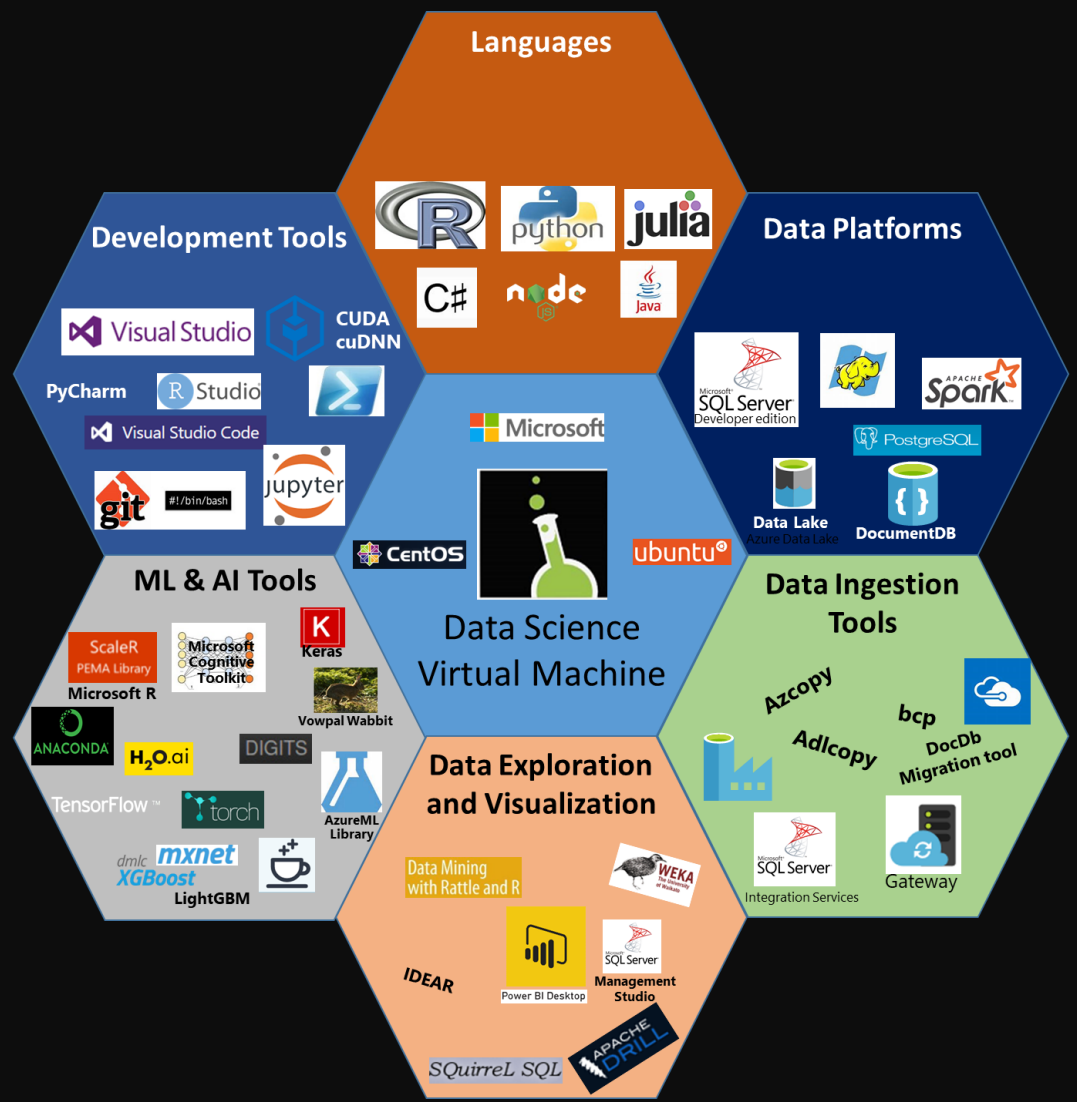 Languages
R
python
julia
C#
node
JS
Java
Development Tools
Visual Studio
CUDA
cuDNN
PyCharm
R Studio
Visual Studio Code
git
#!/bin/bash
jupyter
Data Platforms
Microsoft
SQL Server
Developer edition
APACHE
Spark
PostgreSQL
Data Lake
Azure Data Lake
{ }
DocumentDB
Microsoft
CentOS
ubuntu
Data Science
Virtual Machine
ML & AI Tools
ScaleR
PEMA Library
Microsoft R
Microsoft
Cognitive
Toolkit
K
Keras
Vowpal Wabbit
ANACONDA
H2O.ai
DIGITS
TensorFlow™
torch
AzureML
Library
dmlc
mxnet
XGBoost
LightGBM
++
Data Ingestion
Tools
Azcopy
bcp
Adlcopy
DocDb
Migration tool
Microsoft
SQL Server
Integration Services
Gateway
Data Exploration
and Visualization
Data Mining
with Rattle and R
WEKA
The University
of Waikato
IDEAR
Power BI Desktop
Microsoft
SQL Server
Management
Studio
SQuirreL SQL
APACHE
DRILL